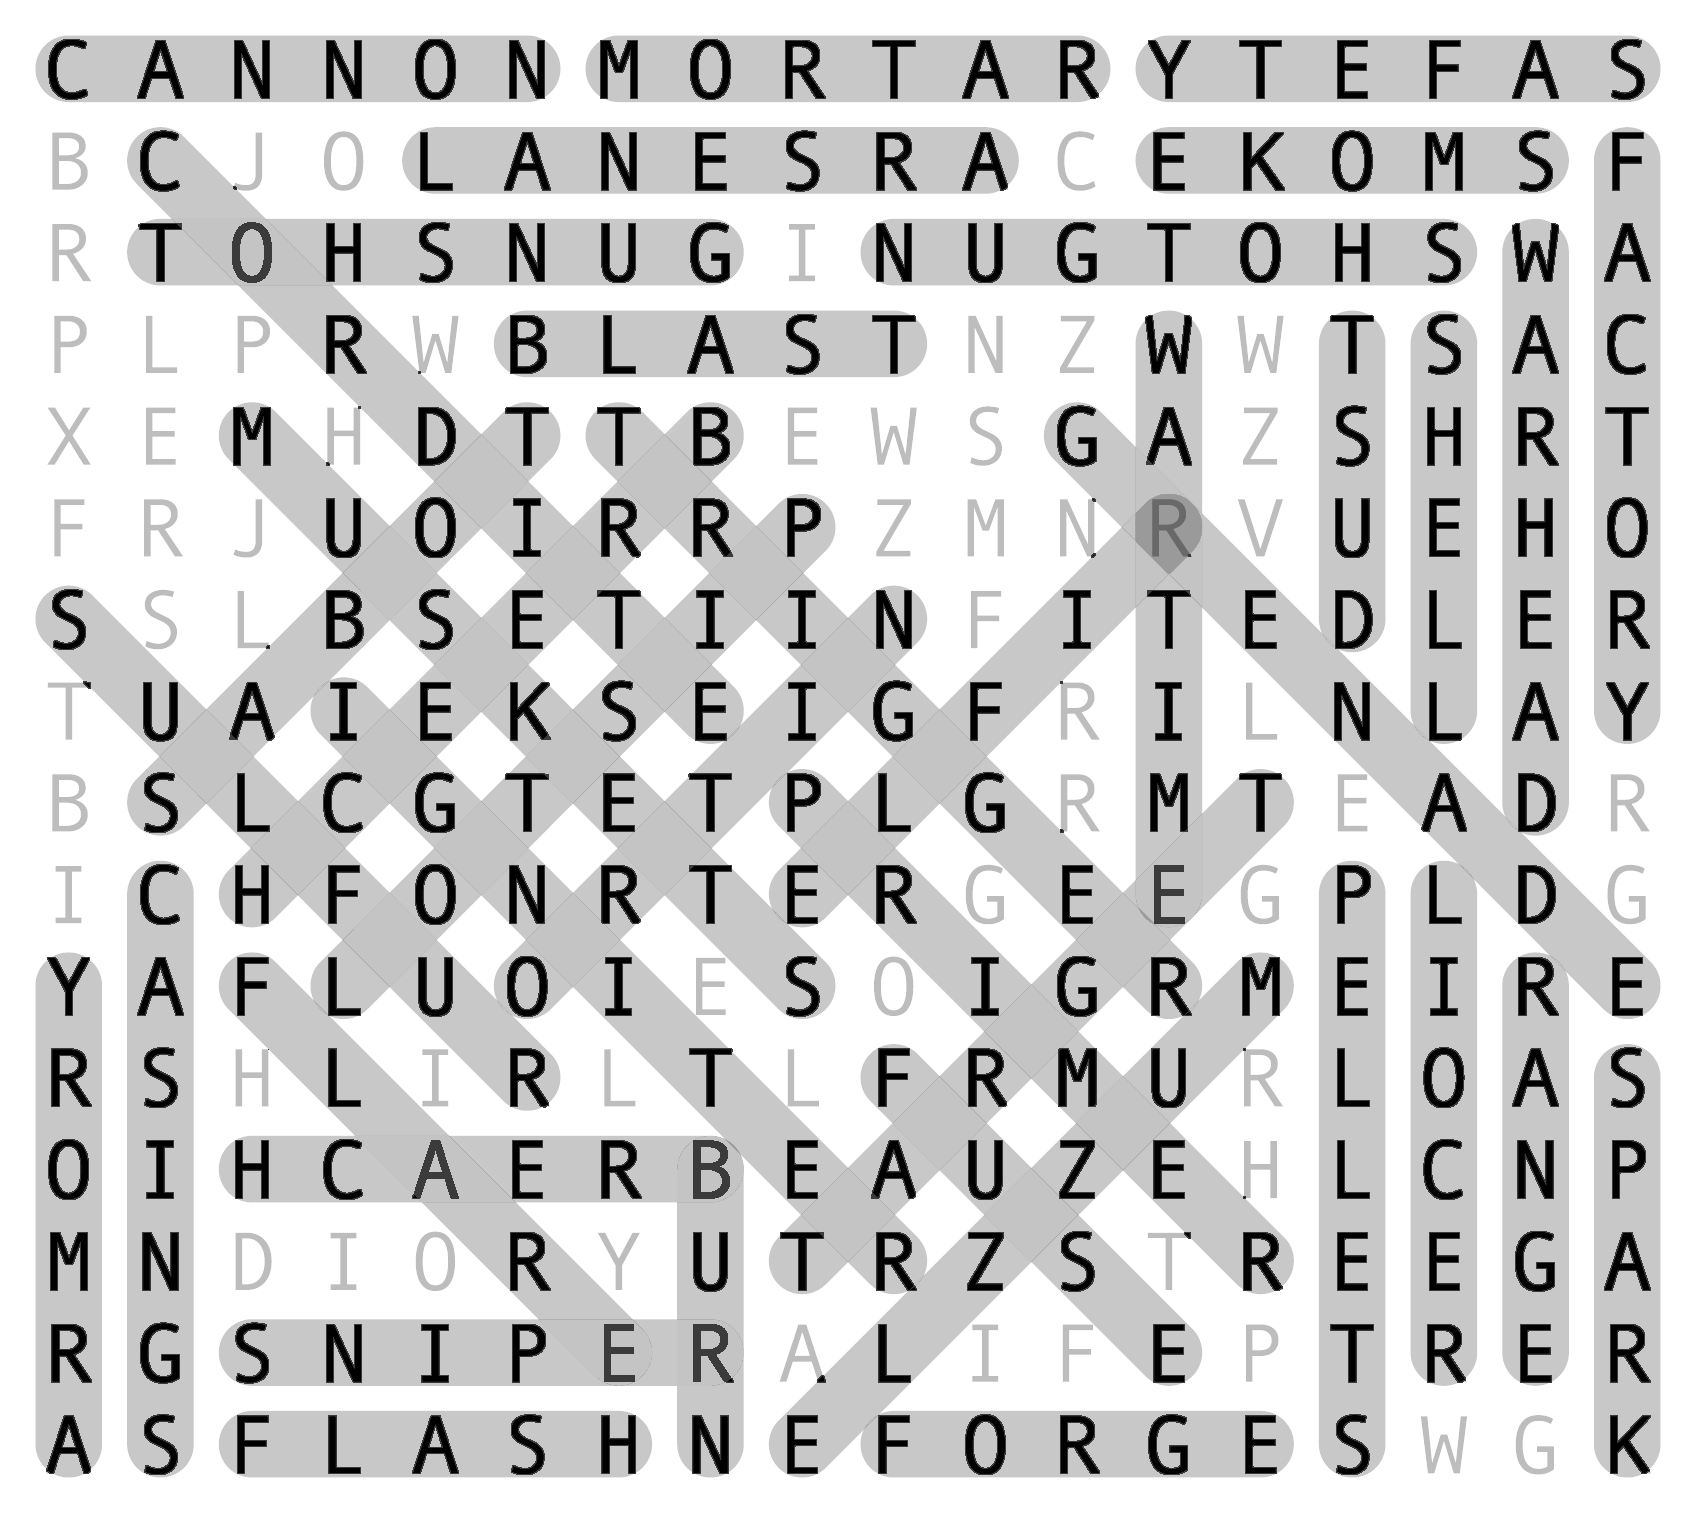 C A N N O N M O R T A R Y T E F A S
B C J O L A N E S R A C E K O M S F
R T O H S N U G I N U G T O H S W A
P L P R W B L A S T N Z W W T S A C
X E M H D T T B E W S G A Z S H R T
F R J U O I R R P Z M N R V U E H O
S S L B S E T I I N F I T E D L E R
T U A I E K S E I G F R I L N L A Y
B S L C G T E T P L G R M T E A D R
I C H F O N R T E R G E E G P L D G
Y A F L U O I E S O I G R M E I R E
R S H L I R L T L F R M U R L O A S
O I H C A E R B E A U Z E H L C N P
M N D I O R Y U T R Z S T R E E G A
R G S N I P E R A L I F E P T R E R
A S F L A S H N E F O R G E S W G K